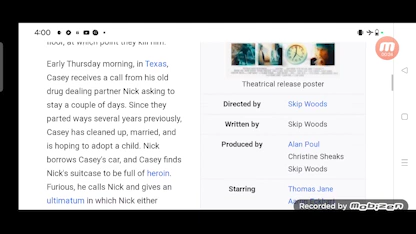 4:00
floor, at which point they kill him.
Early Thursday morning, in Texas,
Casey receives a call from his old
drug dealing partner Nick asking to
stay a couple of days. Since they
parted ways several years previously,
Casey has cleaned up, married, and
is hoping to adopt a child. Nick
borrows Casey's car, and Casey finds
Nick's suitcase to be full of heroin.
Furious, he calls Nick and gives an
ultimatum in which Nick either
Theatrical release poster
Directed by Skip Woods
Written by Skip Woods
Produced by Alan Poul
Christine Sheaks
Skip Woods
Starring Thomas Jane
Recorded by MobiZen